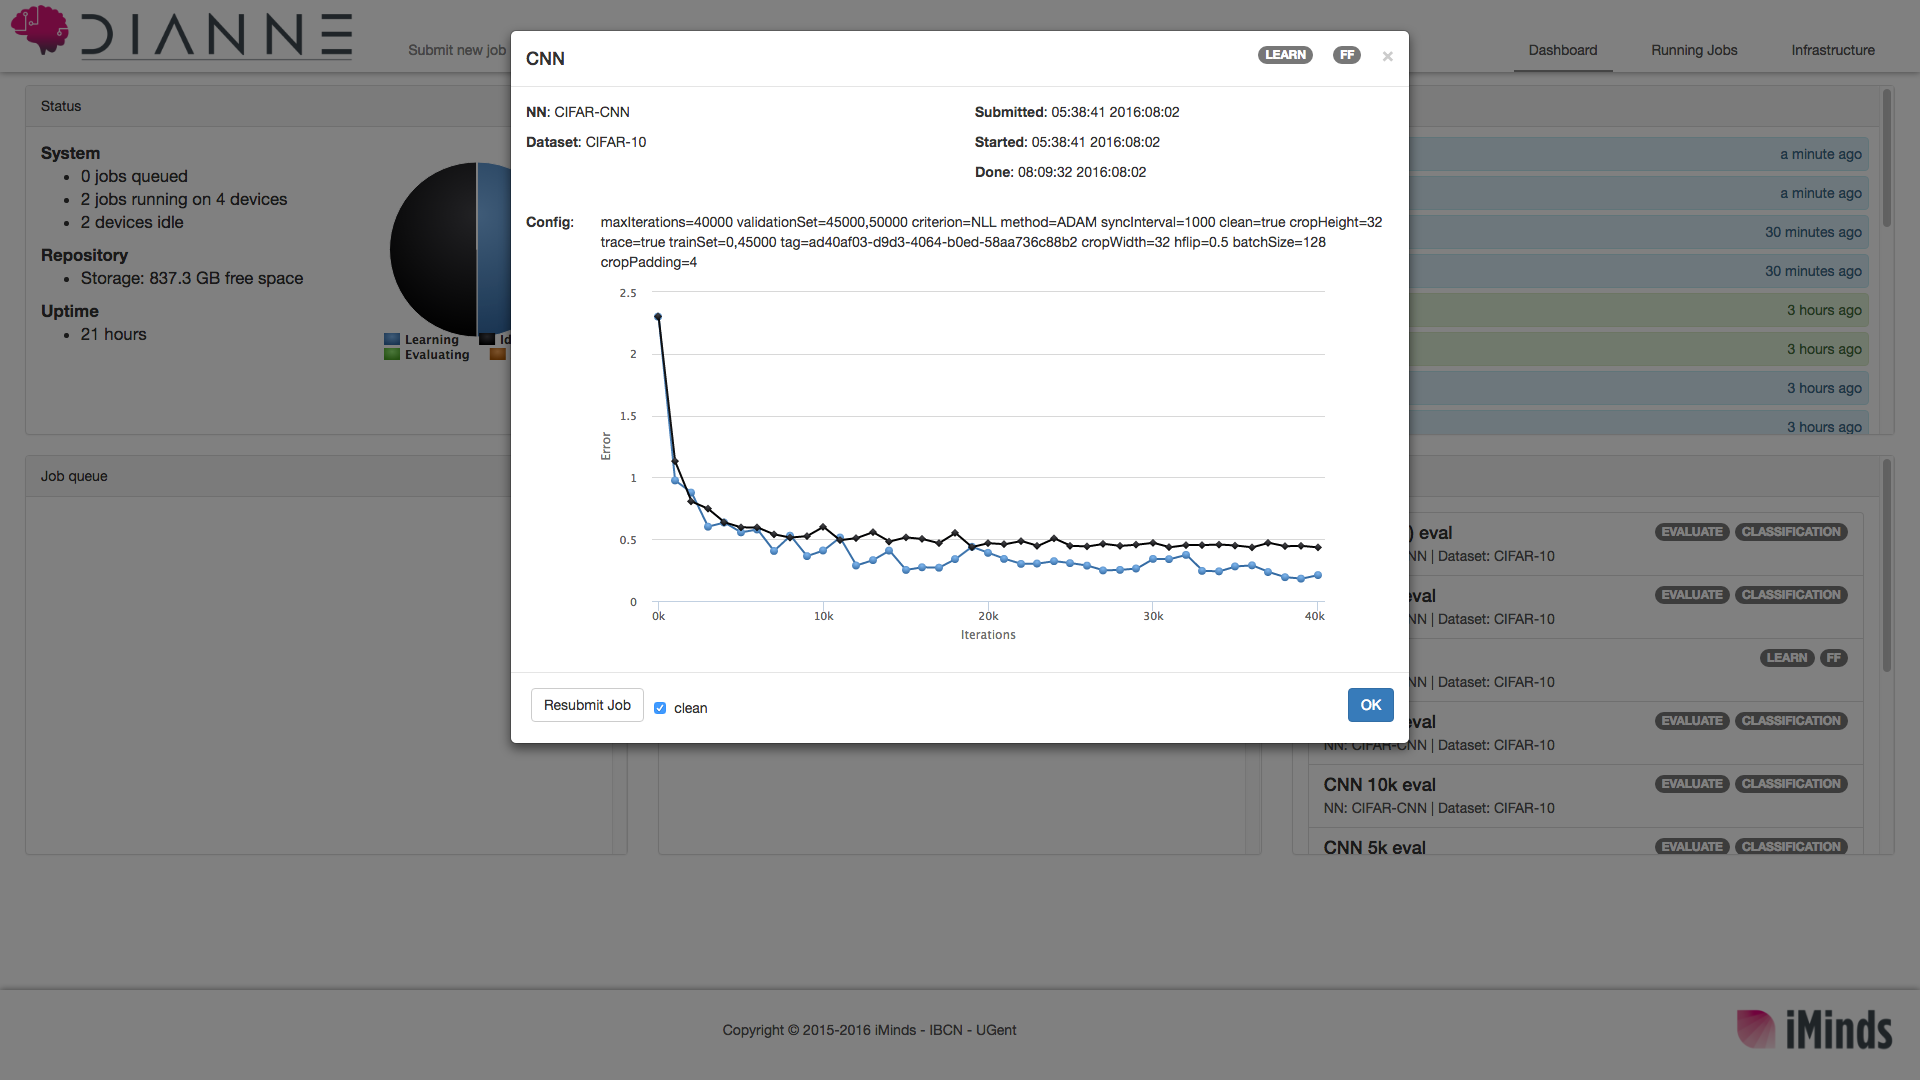 DIANNE
Submit new job
Dashboard
Running Jobs
Infrastructure
Status
System
0 jobs queued
2 jobs running on 4 devices
2 devices idle
Repository
Storage: 837.3 GB free space
Uptime
21 hours
Learning
Id
Evaluating
CNN
LEARN
FF
×
NN: CIFAR-CNN
Dataset: CIFAR-10
Submitted: 05:38:41 2016:08:02
Started: 05:38:41 2016:08:02
Done: 08:09:32 2016:08:02
Config:
maxIterations=40000 validationSet=45000,50000 criterion=NLL method=ADAM syncInterval=1000 clean=true cropHeight=32
trace=true trainSet=0,45000 tag=ad40af03-d9d3-4064-b0ed-58aa736c88b2 cropWidth=32 hflip=0.5 batchSize=128
cropPadding=4
2.5
2
1.5
1
0.5
0
Error
0k
10k
20k
30k
40k
Iterations
Resubmit Job
clean
OK
a minute ago
a minute ago
30 minutes ago
30 minutes ago
3 hours ago
3 hours ago
3 hours ago
3 hours ago
Job queue
) eval
EVALUATE
CLASSIFICATION
NN | Dataset: CIFAR-10
eval
EVALUATE
CLASSIFICATION
NN | Dataset: CIFAR-10
LEARN
FF
NN | Dataset: CIFAR-10
eval
EVALUATE
CLASSIFICATION
NN: CIFAR-CNN | Dataset: CIFAR-10
CNN 10k eval
EVALUATE
CLASSIFICATION
NN: CIFAR-CNN | Dataset: CIFAR-10
CNN 5k eval
EVALUATE
CLASSIFICATION
Copyright © 2015-2016 iMinds - IBCN - UGent
iMinds